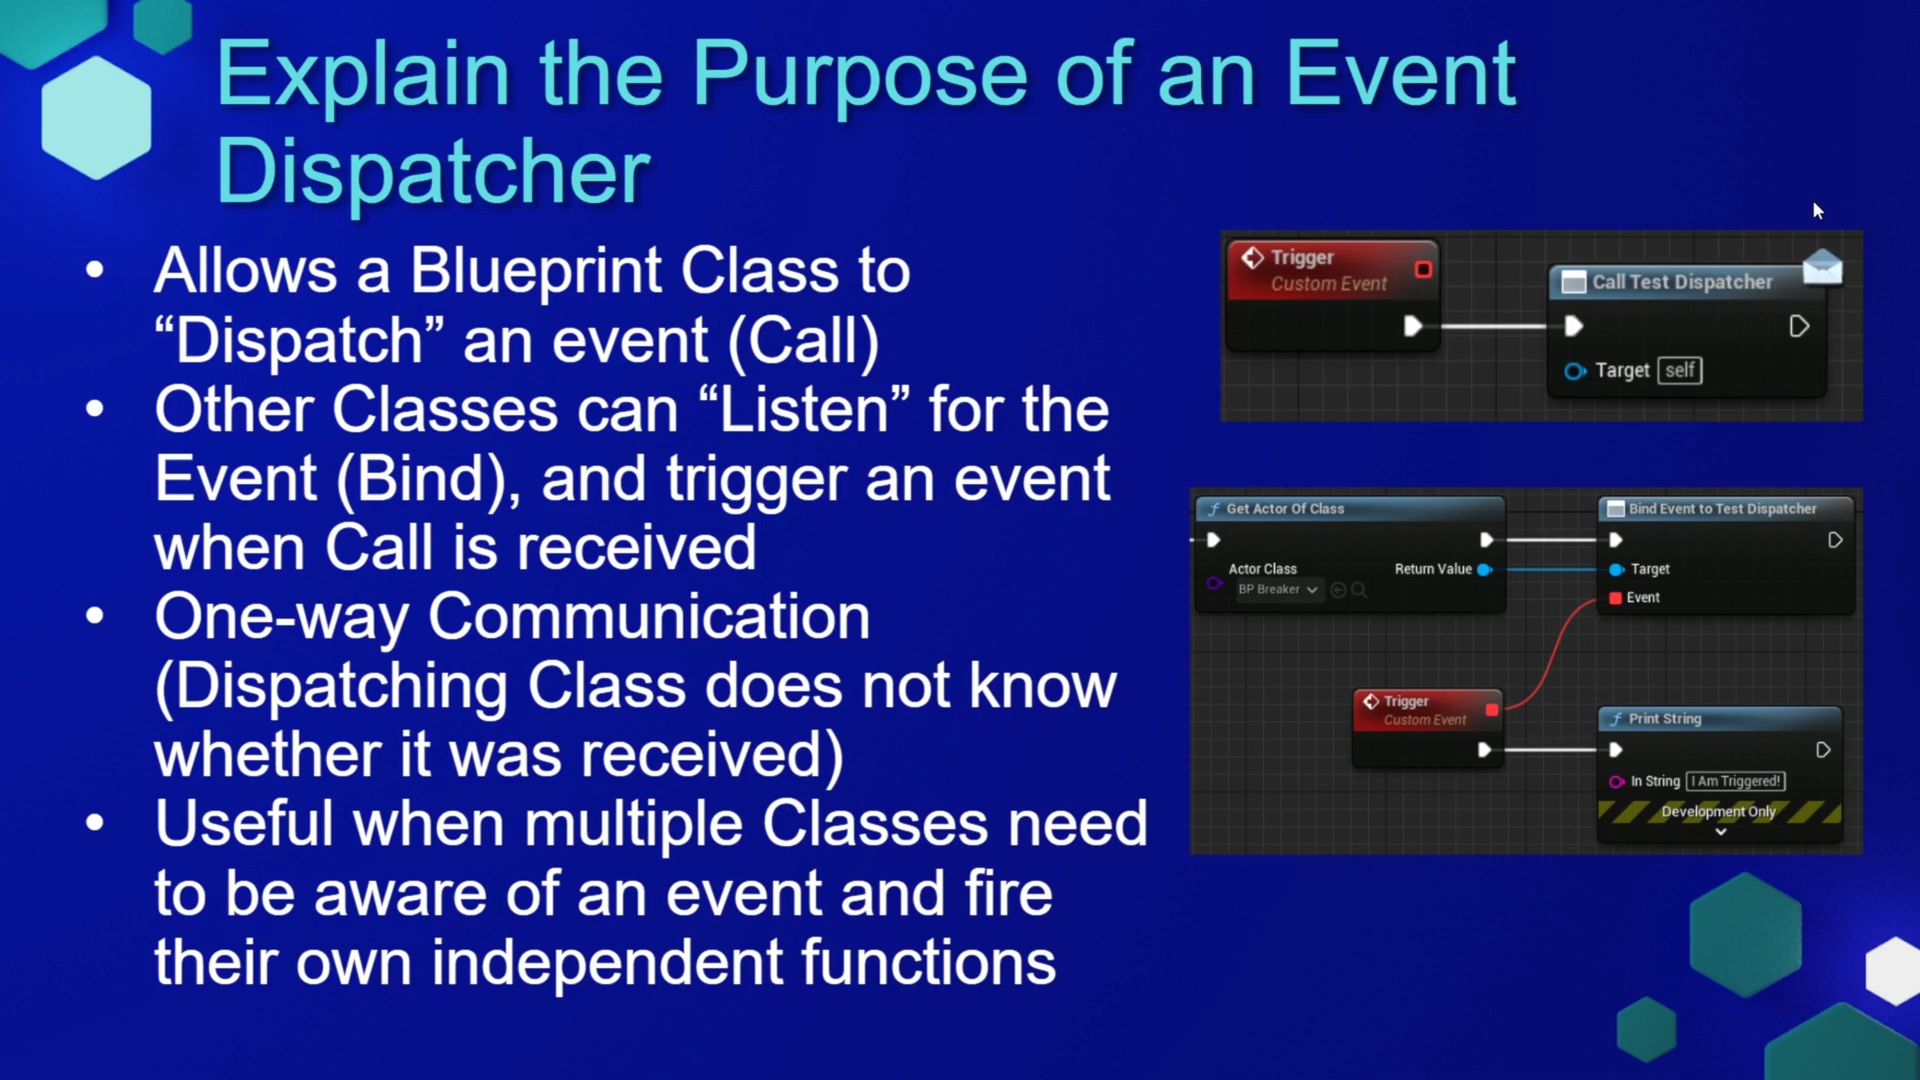 Explain the Purpose of an Event
Dispatcher
• Allows a Blueprint Class to
“Dispatch” an event (Call)
• Other Classes can “Listen” for the
Event (Bind), and trigger an event
when Call is received
• One-way Communication
(Dispatching Class does not know
whether it was received)
• Useful when multiple Classes need
to be aware of an event and fire
their own independent functions
Trigger
Custom Event
Call Test Dispatcher
Target self
f Get Actor Of Class
Actor Class
BP Breaker
Return Value
Bind Event to Test Dispatcher
Target
Event
Trigger
Custom Event
f Print String
In String I Am Triggered!
Development Only